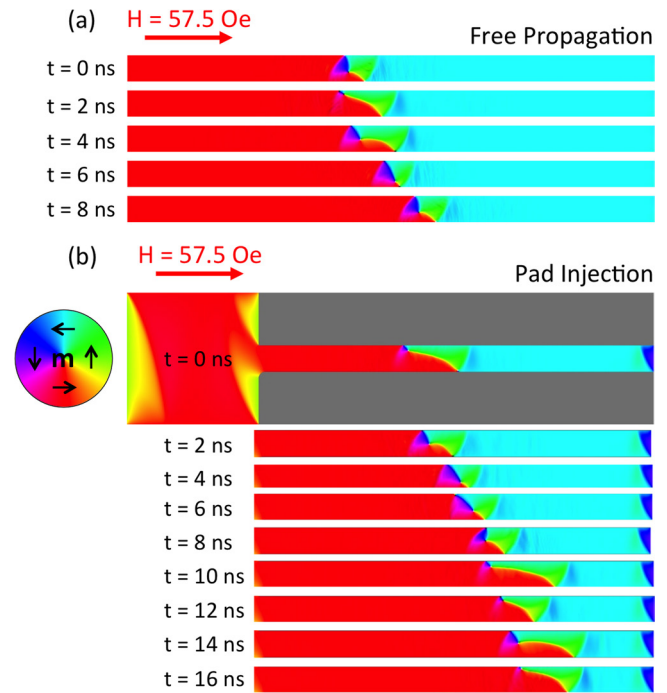 (a)
H = 57.5 Oe
Free Propagation
t = 0 ns
t = 2 ns
t = 4 ns
t = 6 ns
t = 8 ns
(b)
H = 57.5 Oe
Pad Injection
m
t = 0 ns
t = 2 ns
t = 4 ns
t = 6 ns
t = 8 ns
t = 10 ns
t = 12 ns
t = 14 ns
t = 16 ns